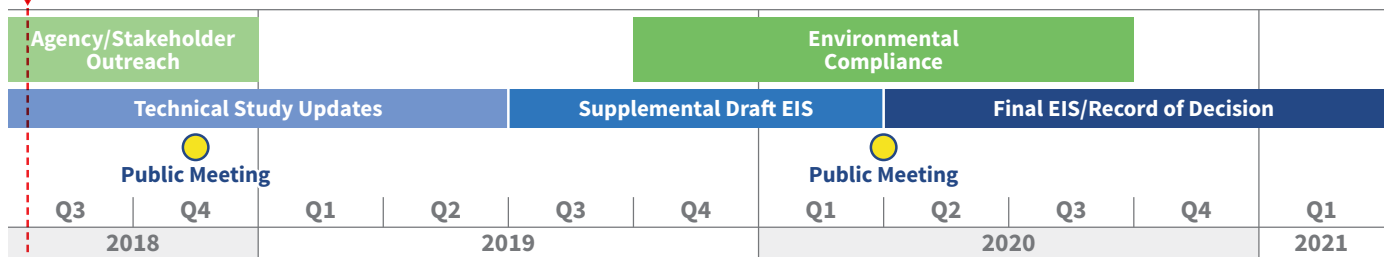 Agency/Stakeholder
Outreach
Environmental
Compliance
Technical Study Updates
Supplemental Draft EIS
Final EIS/Record of Decision
Public Meeting
Public Meeting
Q3 Q4 Q1 Q2 Q3 Q4 Q1 Q2 Q3 Q4 Q1
2018 2019 2020 2021